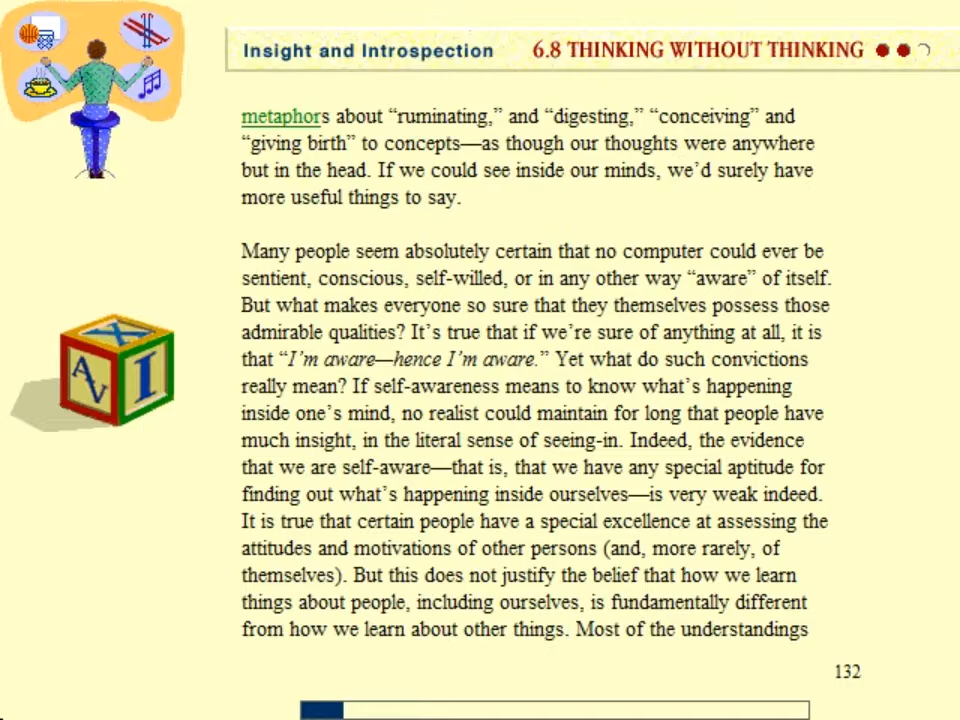 Insight and Introspection 6.8 THINKING WITHOUT THINKING
metaphors about “ruminating,” and “digesting,” “conceiving” and
“giving birth” to concepts—as though our thoughts were anywhere
but in the head. If we could see inside our minds, we’d surely have
more useful things to say.
Many people seem absolutely certain that no computer could ever be
sentient, conscious, self-willed, or in any other way “aware” of itself.
But what makes everyone so sure that they themselves possess those
admirable qualities? It’s true that if we’re sure of anything at all, it is
that “I’m aware—hence I’m aware.” Yet what do such convictions
really mean? If self-awareness means to know what’s happening
inside one’s mind, no realist could maintain for long that people have
much insight, in the literal sense of seeing-in. Indeed, the evidence
that we are self-aware—that is, that we have any special aptitude for
finding out what’s happening inside ourselves—is very weak indeed.
It is true that certain people have a special excellence at assessing the
attitudes and motivations of other persons (and, more rarely, of
themselves). But this does not justify the belief that how we learn
things about people, including ourselves, is fundamentally different
from how we learn about other things. Most of the understandings
X
AV
I
132